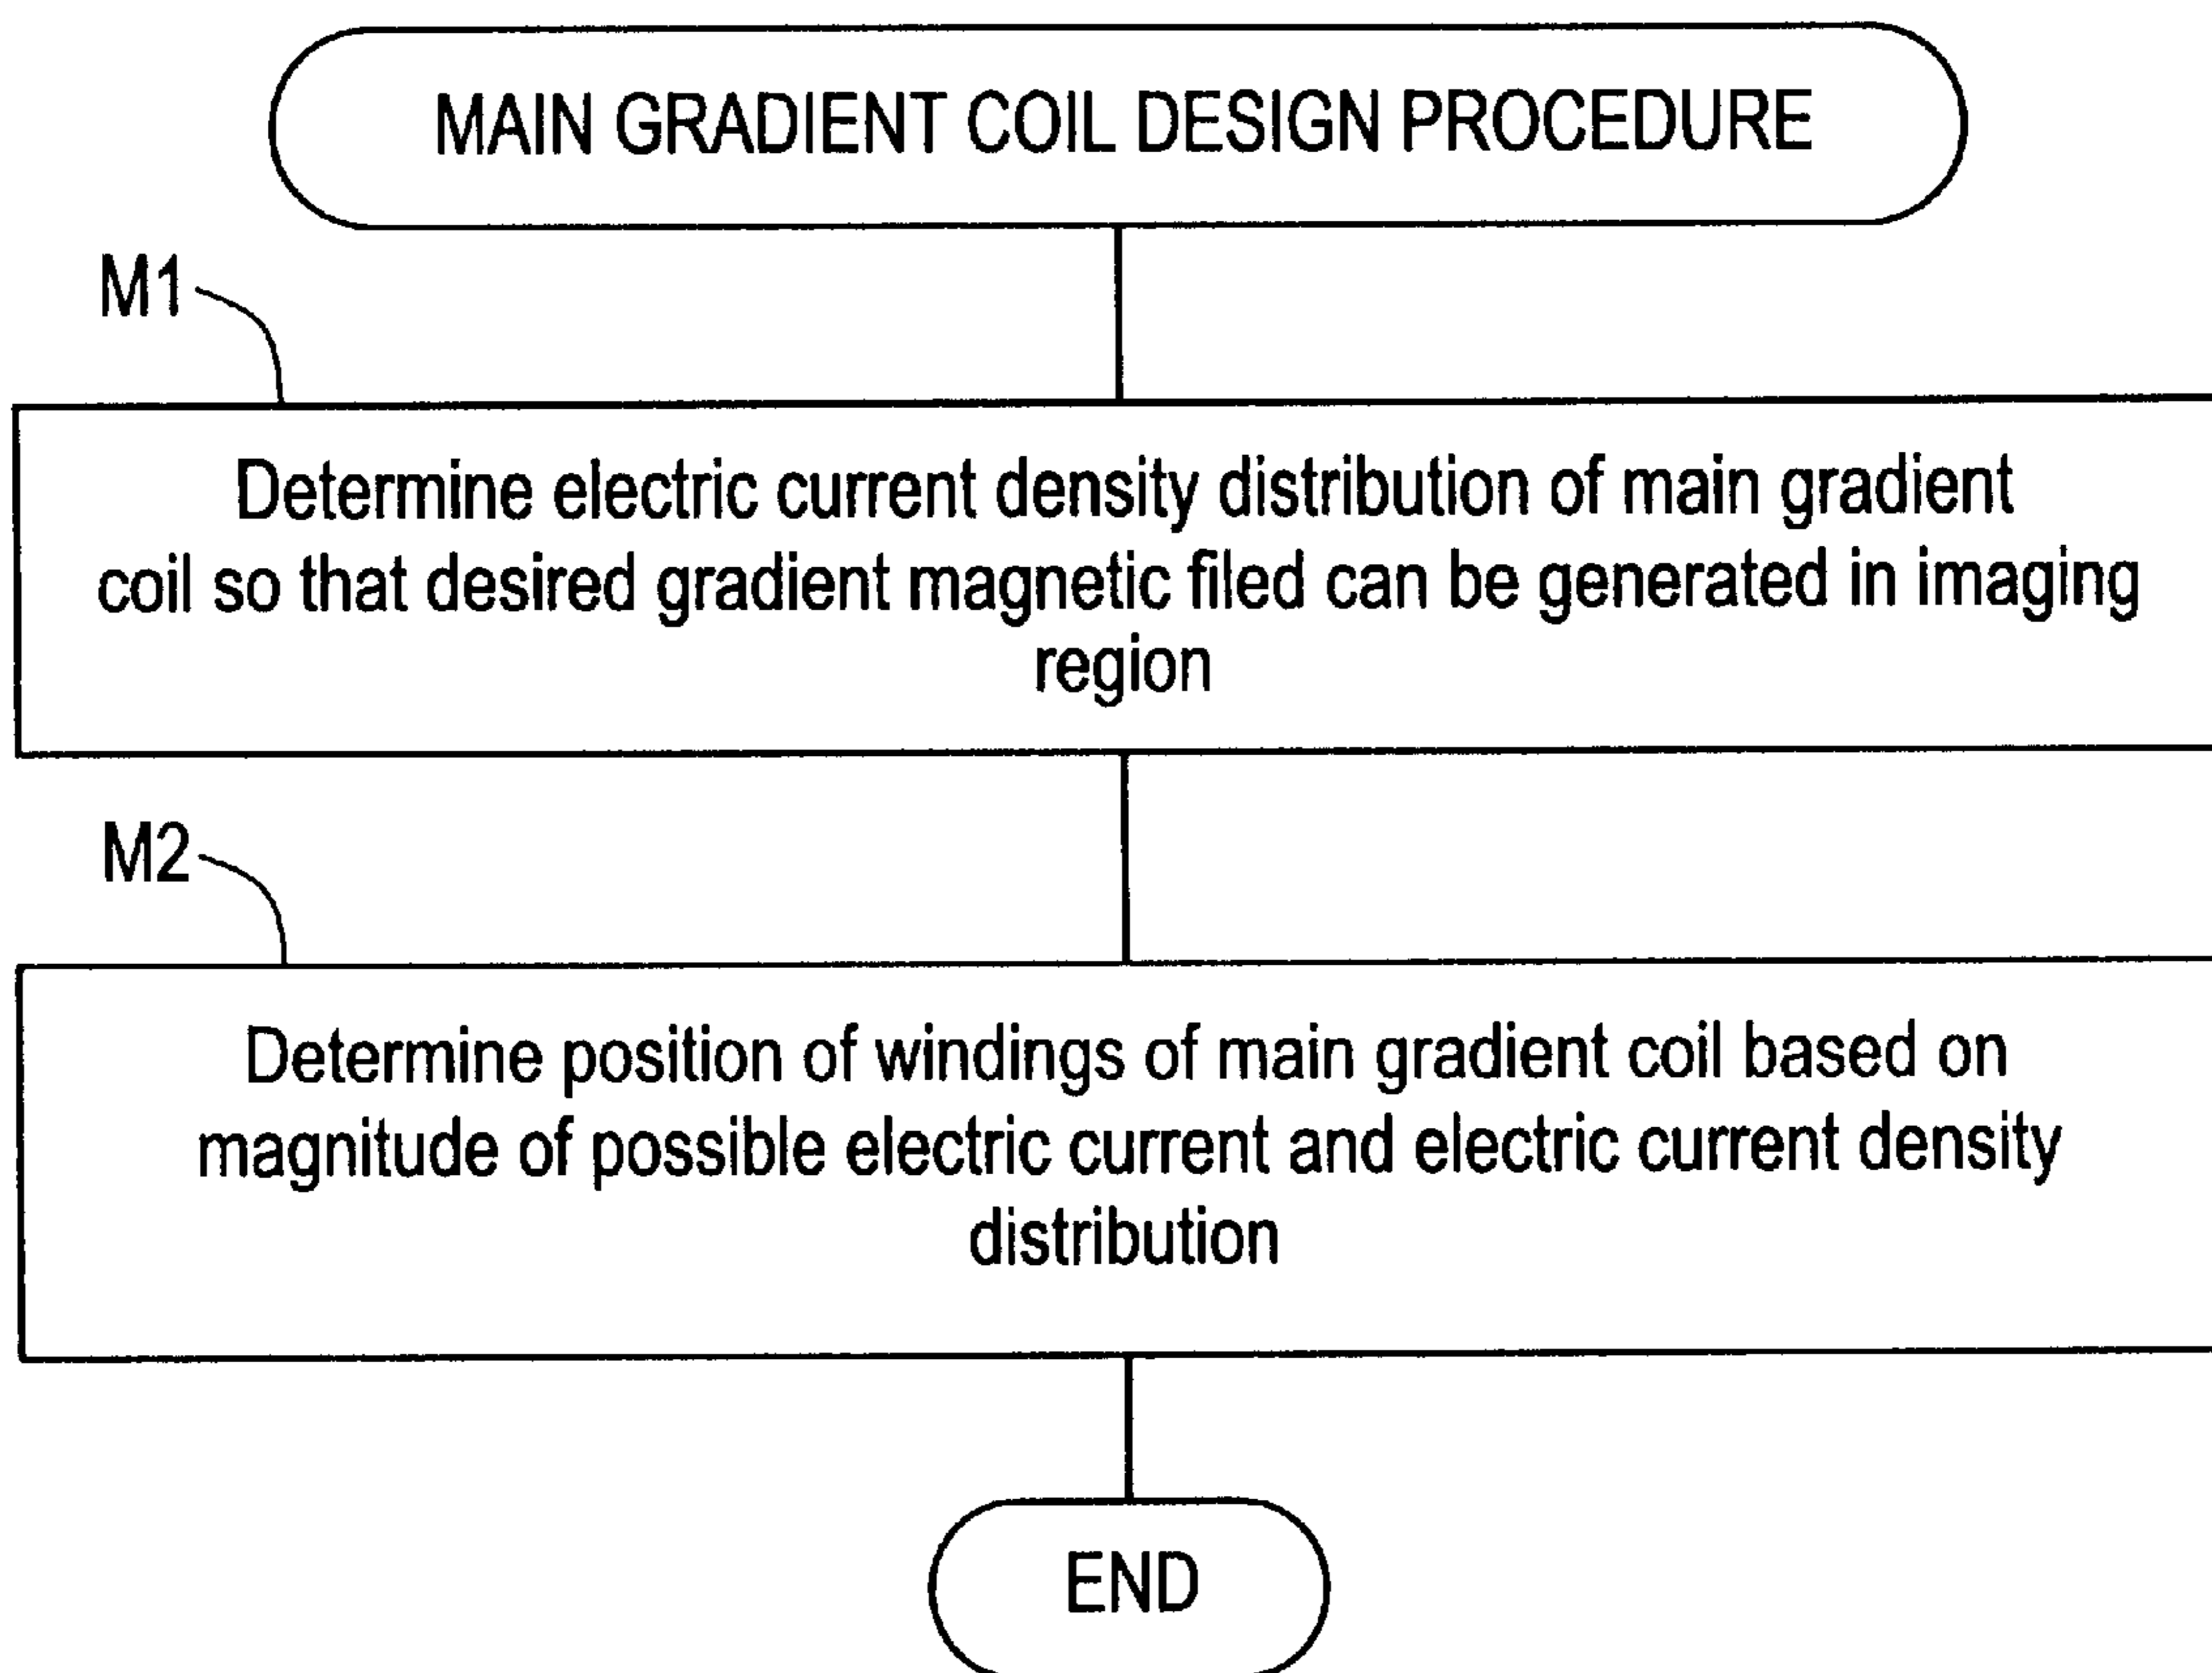 MAIN GRADIENT COIL DESIGN PROCEDURE
M1
Determine electric current density distribution of main gradient
coil so that desired gradient magnetic filed can be generated in imaging
region
M2
Determine position of windings of main gradient coil based on
magnitude of possible electric current and electric current density
distribution
END